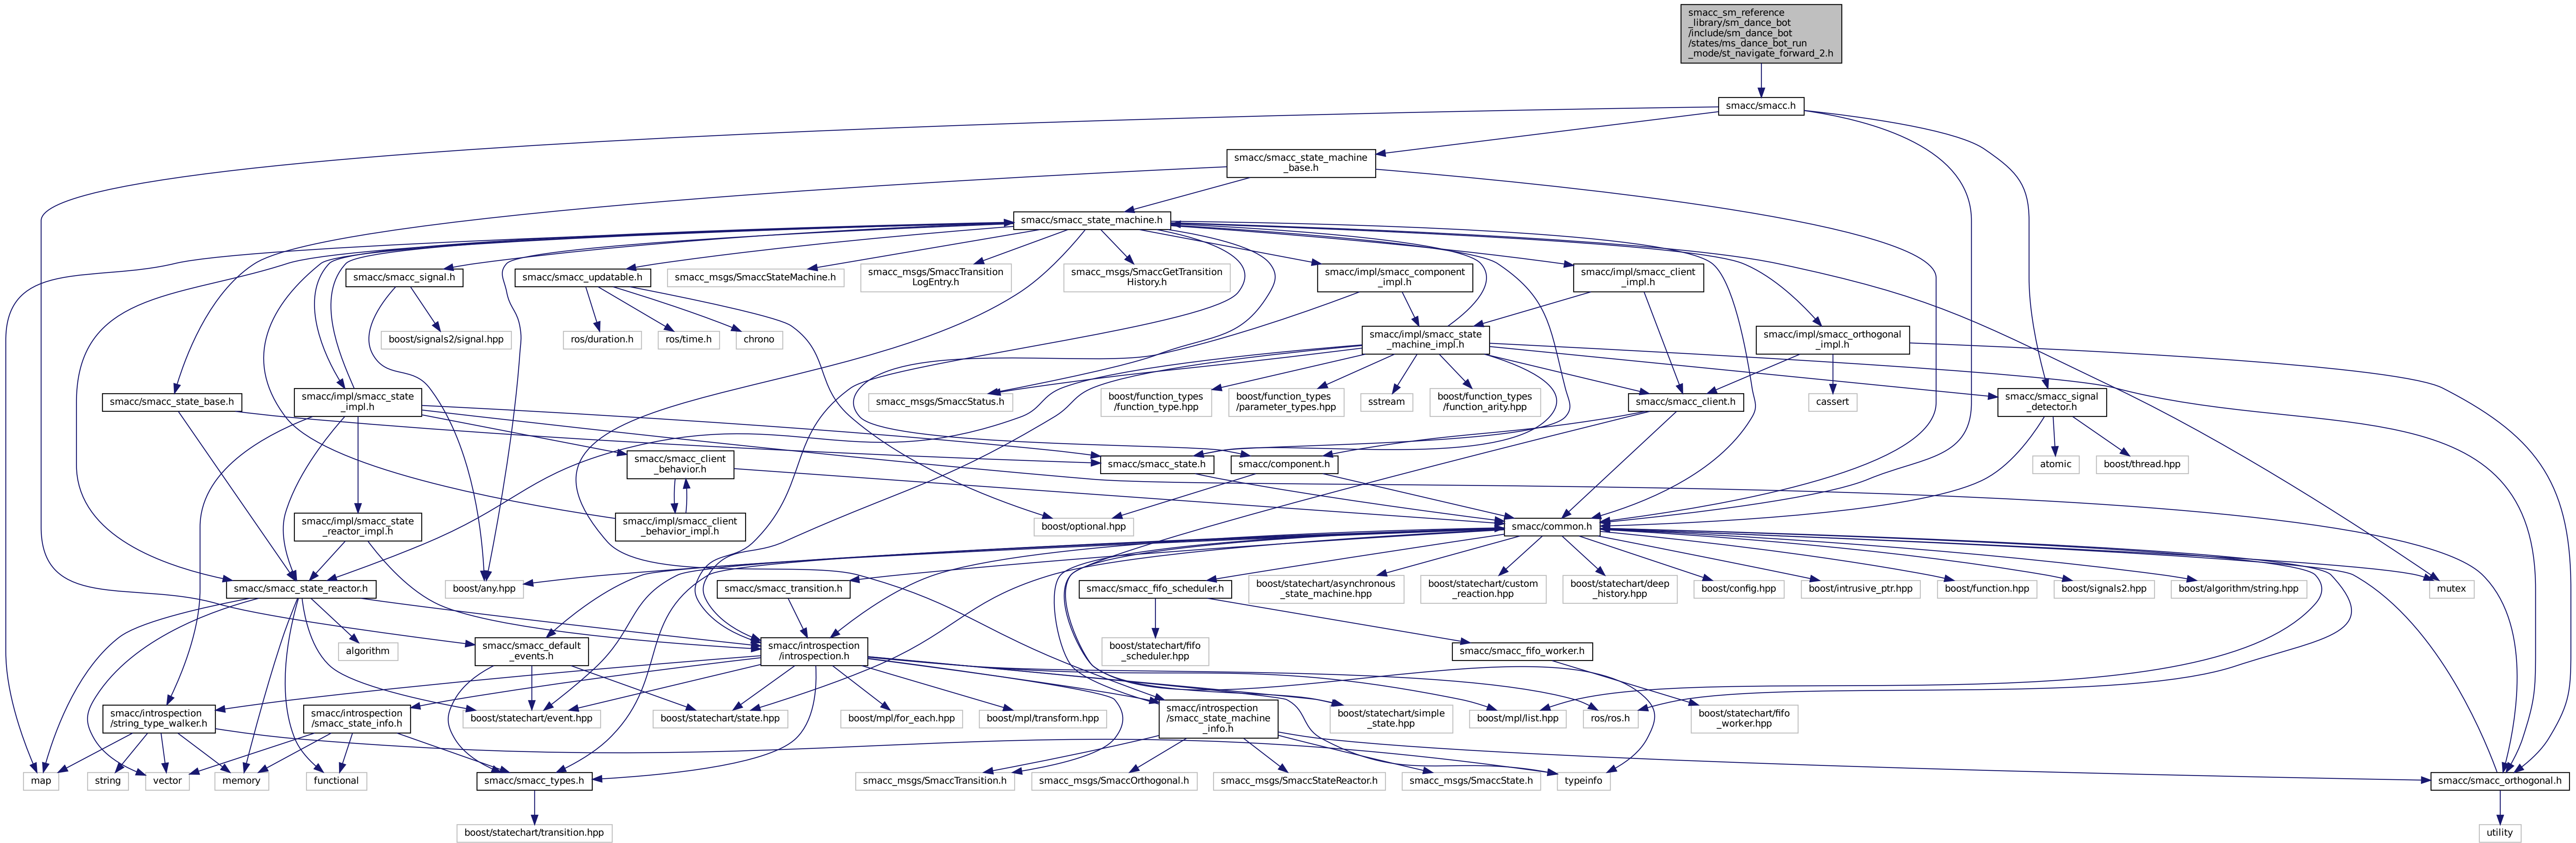 smacc_sm_reference
_library/sm_dance_bot
/include/sm_dance_bot
/states/ms_dance_bot_run
_mode/st_navigate_forward_2.h
smacc/smacc.h
smacc/smacc_state_machine
_base.h
smacc/smacc_state_machine.h
smacc/smacc_signal.h
smacc/smacc_updatable.h
smacc_msgs/SmaccStateMachine.h
smacc_msgs/SmaccTransition
LogEntry.h
smacc_msgs/SmaccGetTransition
History.h
smacc/impl/smacc_component
_impl.h
smacc/impl/smacc_client
_impl.h
boost/signals2/signal.hpp
ros/duration.h
ros/time.h
chrono
smacc/impl/smacc_state
_machine_impl.h
smacc/impl/smacc_orthogonal
_impl.h
smacc/smacc_state_base.h
smacc/impl/smacc_state
_impl.h
smacc_msgs/SmaccStatus.h
boost/function_types
/function_type.hpp
boost/function_types
/parameter_types.hpp
sstream
boost/function_types
/function_arity.hpp
smacc/smacc_client.h
cassert
smacc/smacc_signal
_detector.h
smacc/smacc_client
_behavior.h
smacc/smacc_state.h
smacc/component.h
atomic
boost/thread.hpp
smacc/impl/smacc_state
_reactor_impl.h
smacc/impl/smacc_client
_behavior_impl.h
boost/optional.hpp
smacc/common.h
smacc/smacc_state_reactor.h
boost/any.hpp
smacc/smacc_transition.h
smacc/smacc_fifo_scheduler.h
boost/statechart/asynchronous
_state_machine.hpp
boost/statechart/custom
_reaction.hpp
boost/statechart/deep
_history.hpp
boost/config.hpp
boost/intrusive_ptr.hpp
boost/function.hpp
boost/signals2.hpp
boost/algorithm/string.hpp
mutex
algorithm
smacc/smacc_default
_events.h
smacc/introspection
/introspection.h
boost/statechart/fifo
_scheduler.hpp
smacc/smacc_fifo_worker.h
smacc/introspection
/string_type_walker.h
smacc/introspection
/smacc_state_info.h
boost/statechart/event.hpp
boost/statechart/state.hpp
boost/mpl/for_each.hpp
boost/mpl/transform.hpp
smacc/introspection
/smacc_state_machine
_info.h
boost/statechart/simple
_state.hpp
boost/mpl/list.hpp
ros/ros.h
boost/statechart/fifo
_worker.hpp
map
string
vector
memory
functional
smacc/smacc_types.h
smacc_msgs/SmaccTransition.h
smacc_msgs/SmaccOrthogonal.h
smacc_msgs/SmaccStateReactor.h
smacc_msgs/SmaccState.h
typeinfo
smacc/smacc_orthogonal.h
boost/statechart/transition.hpp
utility